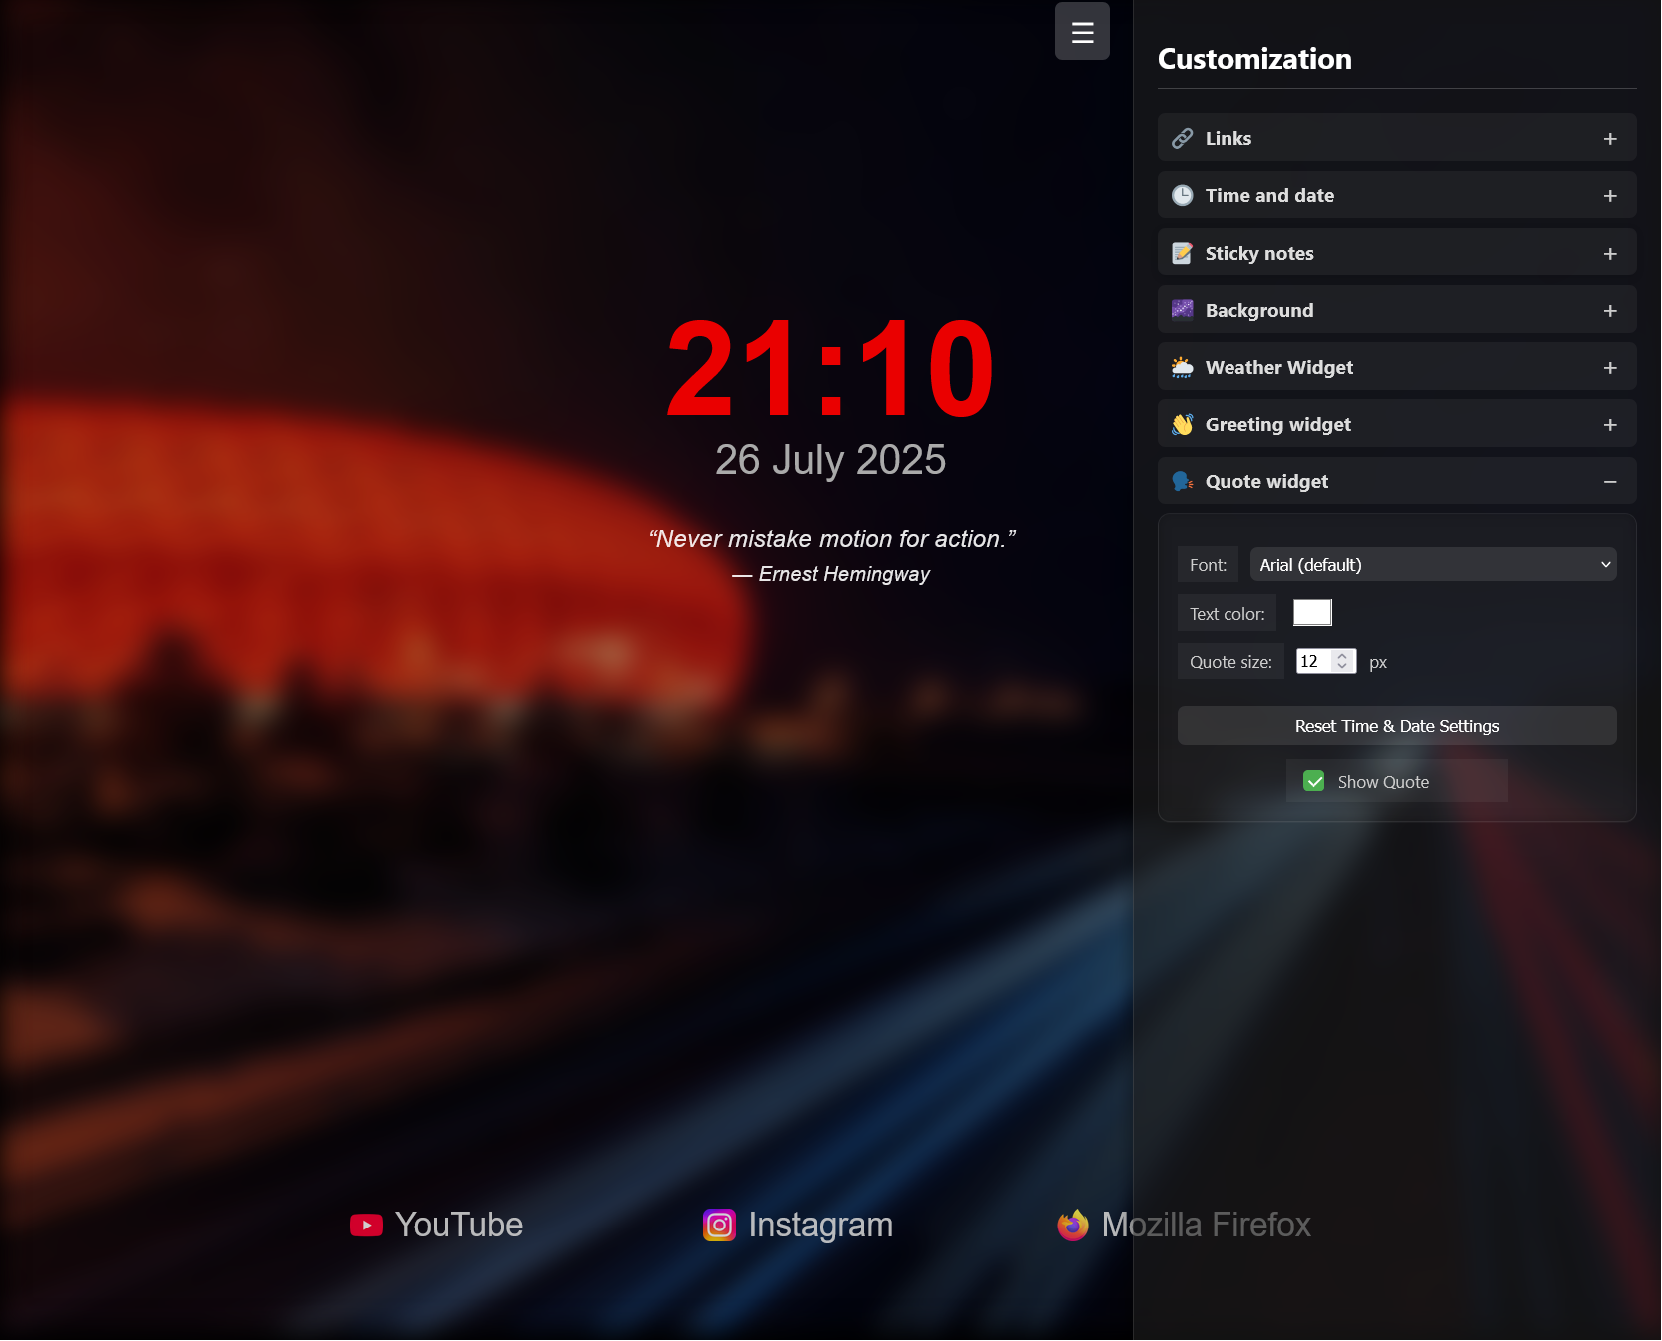 ☰
Customization
🔗 Links +
🕒 Time and date +
📝 Sticky notes +
🌌 Background +
🌦️ Weather Widget +
👋 Greeting widget +
🗣️ Quote widget −
Font: Arial (default)
Text color:
Quote size: 12 px
Reset Time & Date Settings
Show Quote
21:10
26 July 2025
“Never mistake motion for action.”
— Ernest Hemingway
YouTube
Instagram
Mozilla Firefox